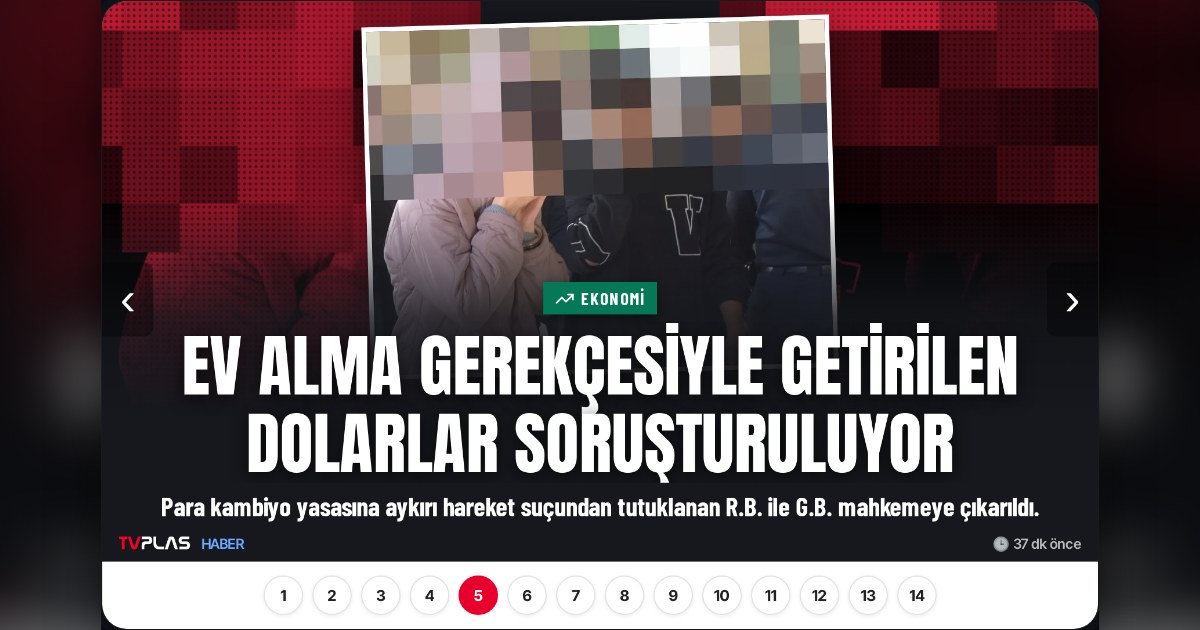 EKONOMİ
EV ALMA GEREKÇESİYLE GETİRİLEN
DOLARLAR SORUŞTURULUYOR
Para kambiyo yasasına aykırı hareket suçundan tutuklanan R.B. ile G.B. mahkemeye çıkarıldı.
TVPLAS HABER
37 dk önce
1 2 3 4 5 6 7 8 9 10 11 12 13 14